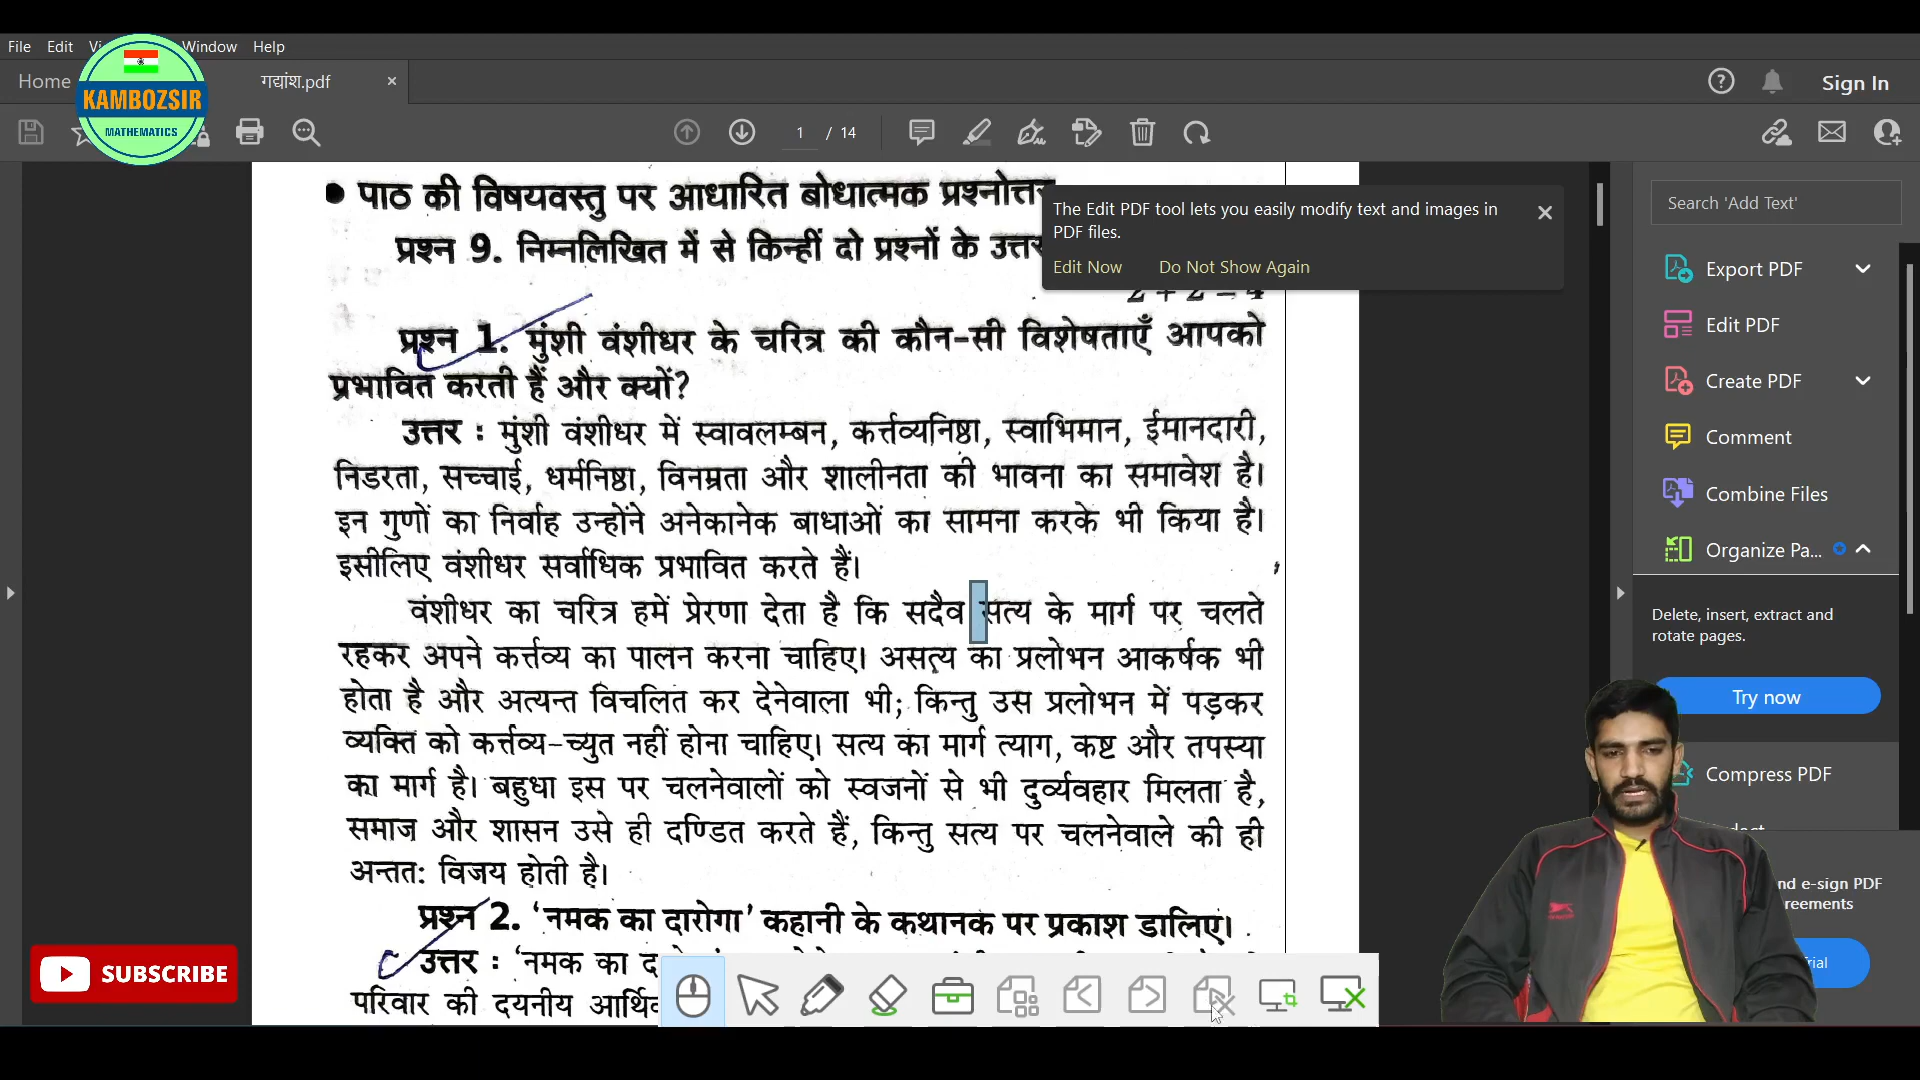 File Edit Window Help
Home
गद्यांश.pdf
Sign In
KAMBOZSIR
MATHEMATICS
1 / 14
Search 'Add Text'
The Edit PDF tool lets you easily modify text and images in
PDF files.
Edit Now Do Not Show Again
● पाठ की विषयवस्तु पर आधारित बोधात्मक प्रश्नोत्तर
प्रश्न 9. निम्नलिखित में से किन्हीं दो प्रश्नों के उत्तर
2 + 2 = 4
प्रश्न 1. मुंशी वंशीधर के चरित्र की कौन-सी विशेषताएँ आपको
प्रभावित करती हैं और क्यों?
उत्तर : मुंशी वंशीधर में स्वावलम्बन, कर्त्तव्यनिष्ठा, स्वाभिमान, ईमानदारी,
निडरता, सच्चाई, धर्मनिष्ठा, विनम्रता और शालीनता की भावना का समावेश है।
इन गुणों का निर्वाह उन्होंने अनेकानेक बाधाओं का सामना करके भी किया है।
इसीलिए वंशीधर सर्वाधिक प्रभावित करते हैं।
वंशीधर का चरित्र हमें प्रेरणा देता है कि सदैव सत्य के मार्ग पर चलते
रहकर अपने कर्त्तव्य का पालन करना चाहिए। असत्य का प्रलोभन आकर्षक भी
होता है और अत्यन्त विचलित कर देनेवाला भी; किन्तु उस प्रलोभन में पड़कर
व्यक्ति को कर्त्तव्य-च्युत नहीं होना चाहिए। सत्य का मार्ग त्याग, कष्ट और तपस्या
का मार्ग है। बहुधा इस पर चलनेवालों को स्वजनों से भी दुर्व्यवहार मिलता है,
समाज और शासन उसे ही दण्डित करते हैं, किन्तु सत्य पर चलनेवाले की ही
अन्तत: विजय होती है।
प्रश्न 2. 'नमक का दारोगा' कहानी के कथानक पर प्रकाश डालिए।
उत्तर : 'नमक का
परिवार की दयनीय
Export PDF
Edit PDF
Create PDF
Comment
Combine Files
Organize Pa...
Delete, insert, extract and
rotate pages.
Try now
Compress PDF
e-sign PDF
SUBSCRIBE